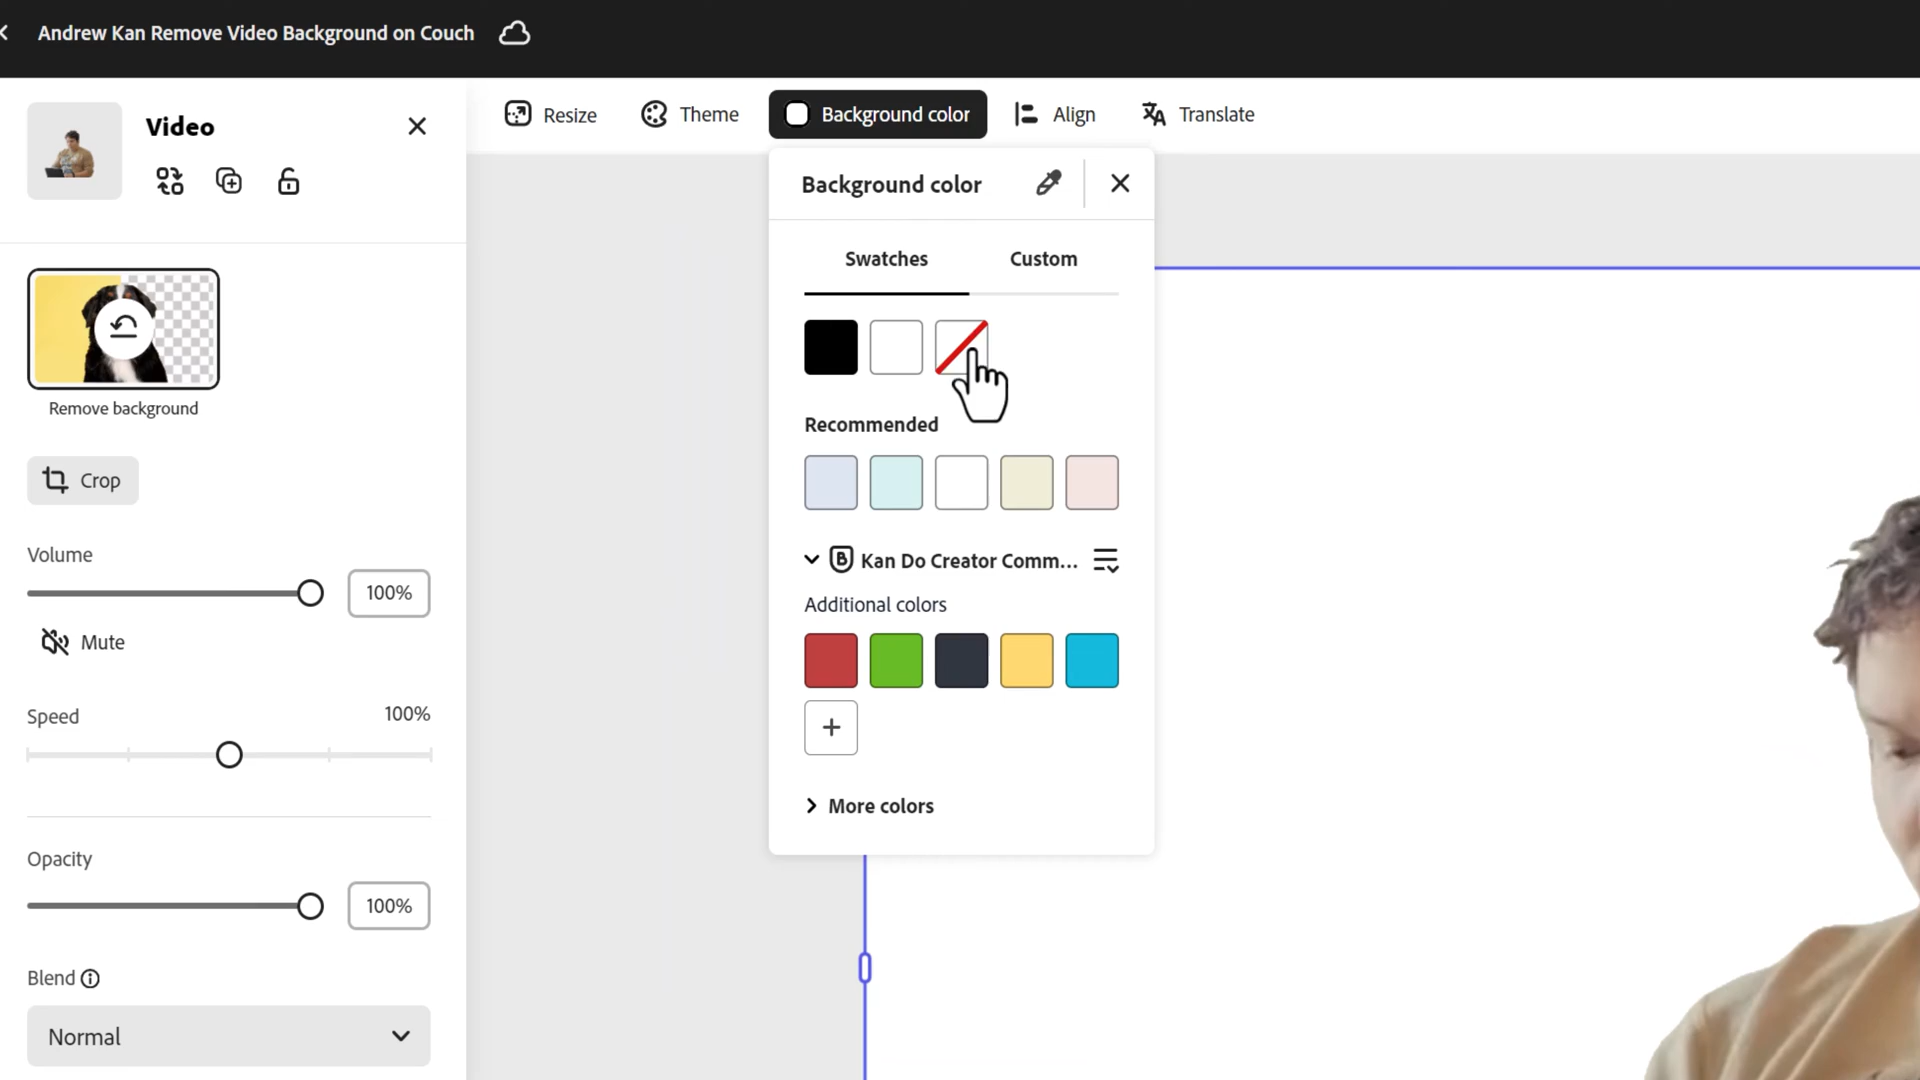 Andrew Kan Remove Video Background on Couch
Video
Resize
Theme
Background color
Align
Translate
Background color
Swatches
Custom
Remove background
Recommended
Crop
B Kan Do Creator Comm...
Volume
100%
Additional colors
Mute
Speed
100%
+
More colors
Opacity
100%
Blend
Normal